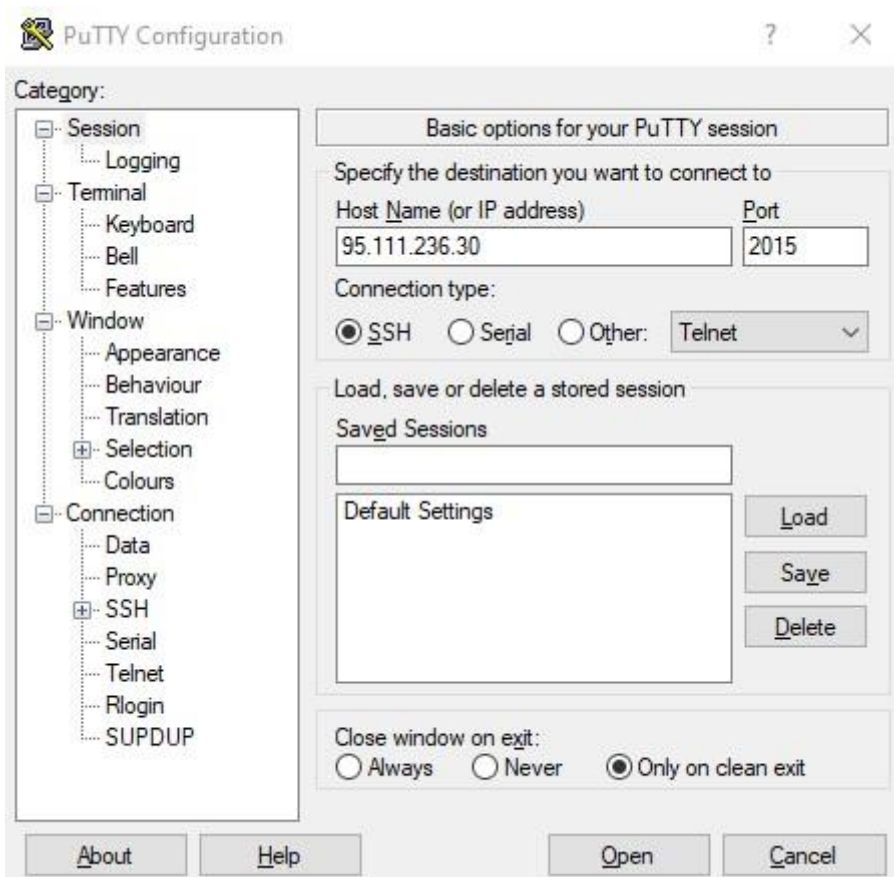 PuTTY Configuration
?
Category:
Session
Logging
Terminal
Keyboard
Bell
Features
Window
Appearance
Behaviour
Translation
Selection
Colours
Connection
Data
Proxy
SSH
Serial
Telnet
Rlogin
SUPDUP
Basic options for your PuTTY session
Specify the destination you want to connect to
Host Name (or IP address) Port
95.111.236.30 2015
Connection type:
SSH Serial Other: Telnet
Load, save or delete a stored session
Saved Sessions
Default Settings
Load
Save
Delete
Close window on exit:
Always Never Only on clean exit
About Help Open Cancel